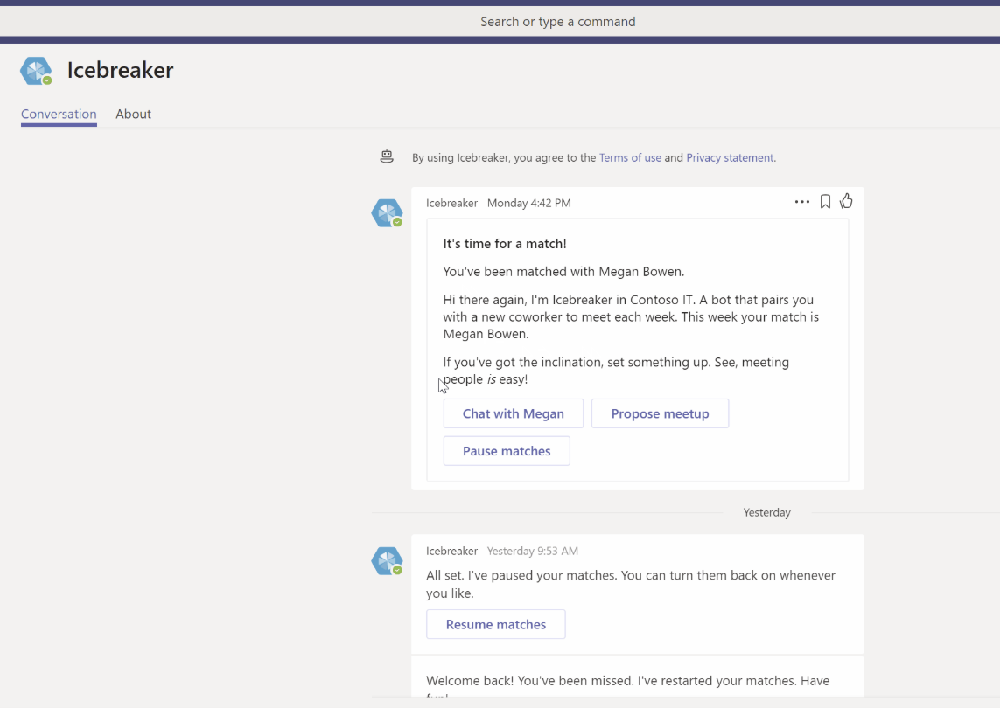 Search or type a command
Icebreaker
Conversation About
By using Icebreaker, you agree to the Terms of use and Privacy statement.
Icebreaker Monday 4:42 PM
It's time for a match!
You've been matched with Megan Bowen.
Hi there again, I'm Icebreaker in Contoso IT. A bot that pairs you
with a new coworker to meet each week. This week your match is
Megan Bowen.
If you've got the inclination, set something up. See, meeting
people is easy!
Chat with Megan Propose meetup
Pause matches
Yesterday
Icebreaker Yesterday 9:53 AM
All set. I've paused your matches. You can turn them back on whenever
you like.
Resume matches
Welcome back! You've been missed. I've restarted your matches. Have